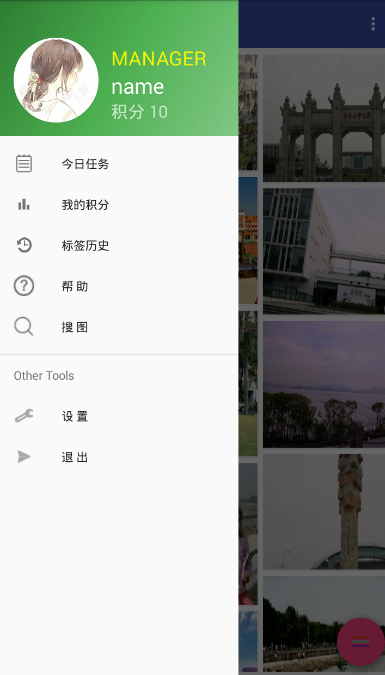 MANAGER
name
积分 10
今日任务
我的积分
标签历史
帮 助
搜 图
Other Tools
设 置
退 出